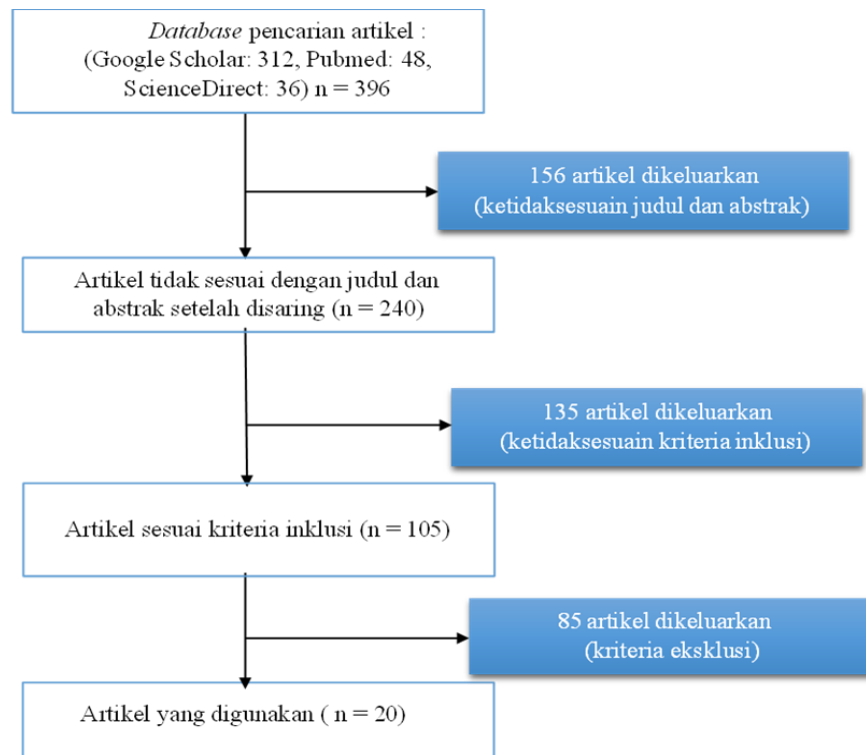 Database pencarian artikel :
(Google Scholar: 312, Pubmed: 48,
ScienceDirect: 36) n = 396
156 artikel dikeluarkan
(ketidaksesuain judul dan abstrak)
Artikel tidak sesuai dengan judul dan
abstrak setelah disaring (n = 240)
135 artikel dikeluarkan
(ketidaksesuain kriteria inklusi)
Artikel sesuai kriteria inklusi (n = 105)
85 artikel dikeluarkan
(kriteria eksklusi)
Artikel yang digunakan ( n = 20)